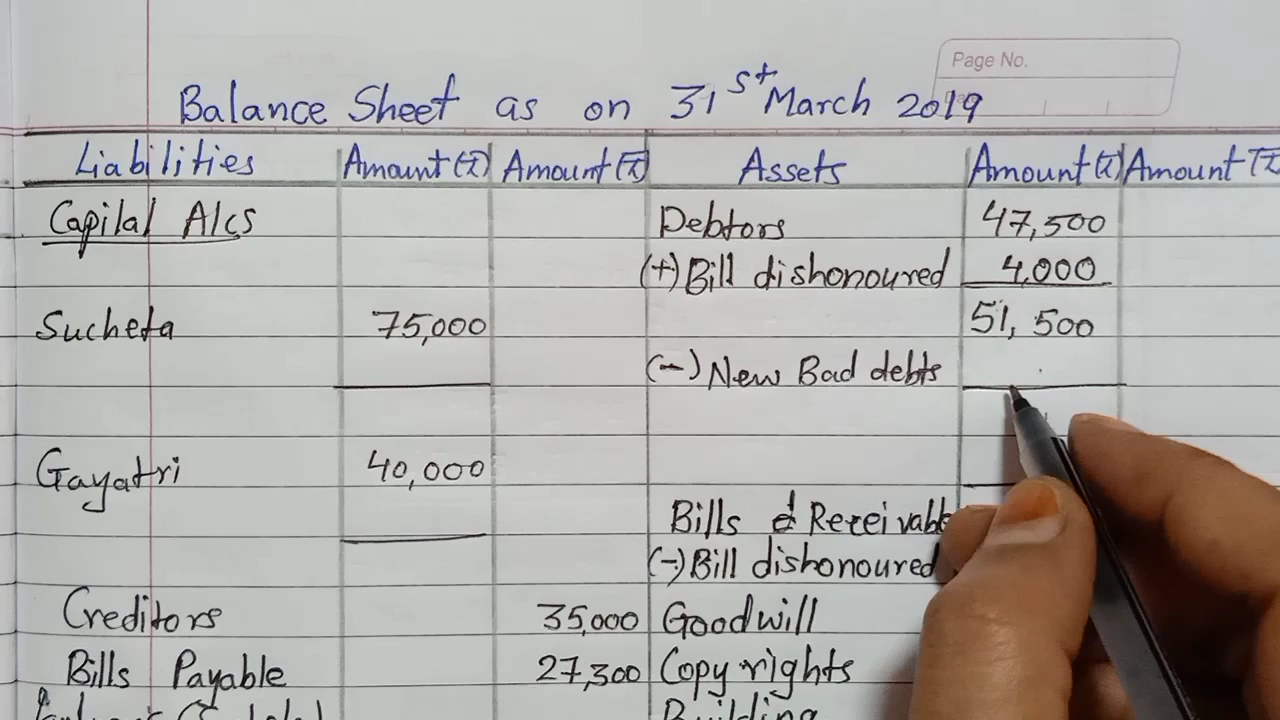 Page No.
Balance Sheet as on 31st March 2019
Liabilities Amount (₹) Amount (₹) Assets Amount (₹) Amount (₹
Capital A/cs Debtors 47,500
(+) Bill dishonoured 4,000
Sucheta 75,000 51,500
(-) New Bad debts
Gayatri 40,000
Bills Receivable
(-) Bill dishonoured
Creditors 35,000 Goodwill
Bills Payable 27,300 Copy rights
Building